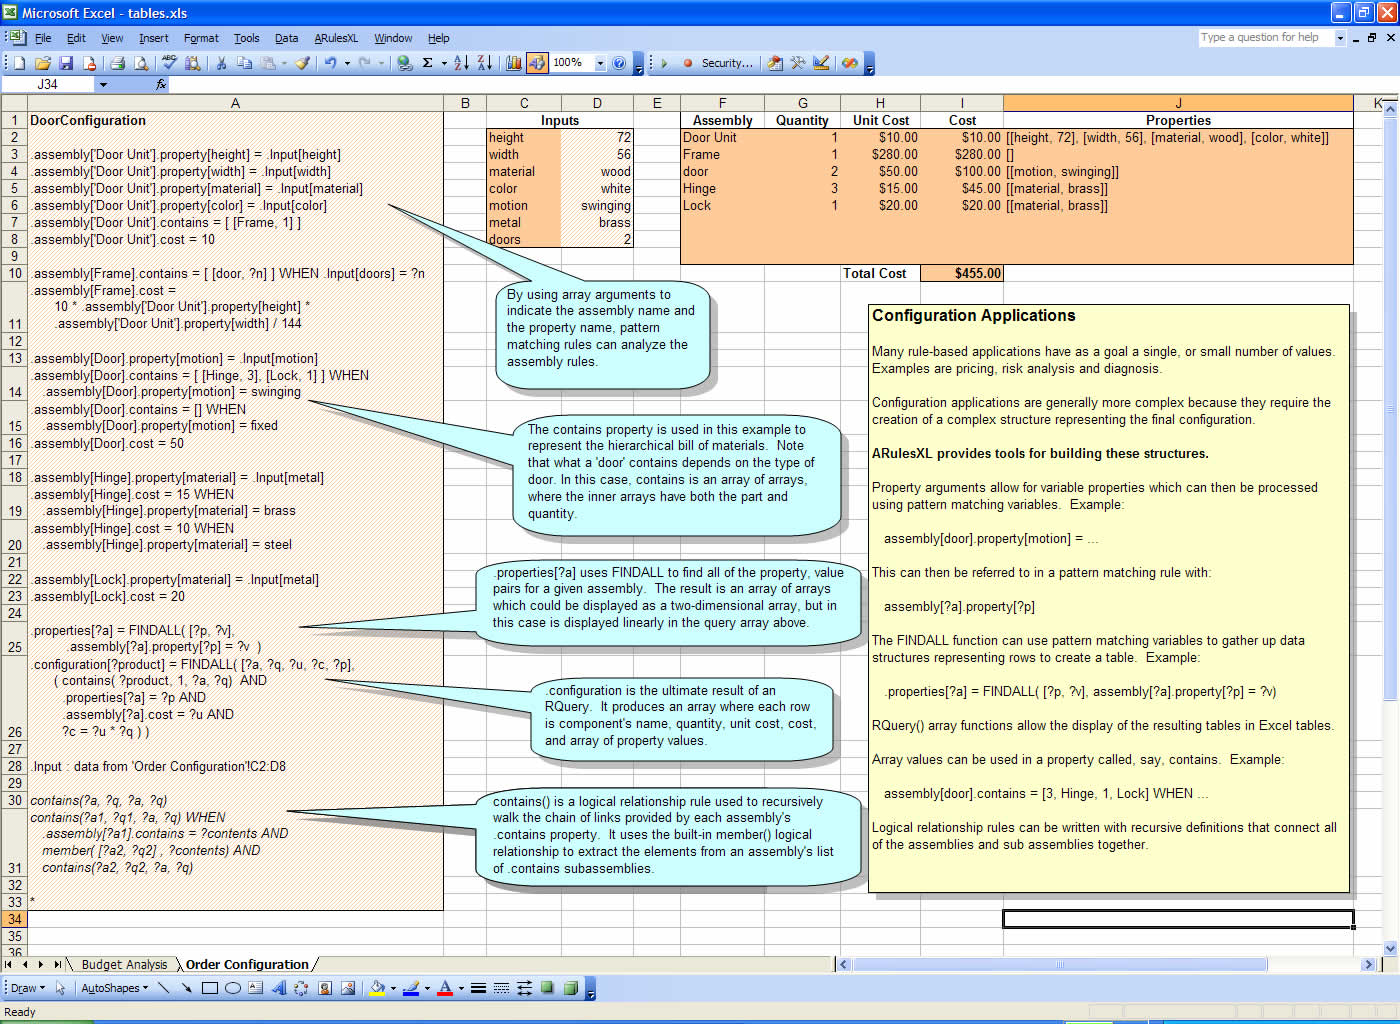 Microsoft Excel - tables.xls
File Edit View Insert Format Tools Data ARulesXL Window Help
Type a question for help
100% Security...
J34 fx
A B C D E F G H I J K
1 DoorConfiguration Inputs Assembly Quantity Unit Cost Cost Properties
2 height 72 Door Unit 1 $10.00 $10.00 [[height, 72], [width, 56], [material, wood], [color, white]]
3 .assembly['Door Unit'].property[height] = .Input[height] width 56 Frame 1 $280.00 $280.00 []
4 .assembly['Door Unit'].property[width] = .Input[width] material wood door 2 $50.00 $100.00 [[motion, swinging]]
5 .assembly['Door Unit'].property[material] = .Input[material] color white Hinge 3 $15.00 $45.00 [[material, brass]]
6 .assembly['Door Unit'].property[color] = .Input[color] motion swinging Lock 1 $20.00 $20.00 [[material, brass]]
7 .assembly['Door Unit'].contains = [ [Frame, 1] ] metal brass
8 .assembly['Door Unit'].cost = 10 doors 2
9
10 .assembly[Frame].contains = [ [door, ?n] ] WHEN .Input[doors] = ?n Total Cost $455.00
.assembly[Frame].cost =
10 * .assembly['Door Unit'].property[height] *
11 .assembly['Door Unit'].property[width] / 144
12
13 .assembly[Door].property[motion] = .Input[motion]
.assembly[Door].contains = [ [Hinge, 3], [Lock, 1] ] WHEN
14 .assembly[Door].property[motion] = swinging
.assembly[Door].contains = [] WHEN
15 .assembly[Door].property[motion] = fixed
16 .assembly[Door].cost = 50
17
18 .assembly[Hinge].property[material] = .Input[metal]
.assembly[Hinge].cost = 15 WHEN
19 .assembly[Hinge].property[material] = brass
.assembly[Hinge].cost = 10 WHEN
20 .assembly[Hinge].property[material] = steel
21
22 .assembly[Lock].property[material] = .Input[metal]
23 .assembly[Lock].cost = 20
24
.properties[?a] = FINDALL( [?p, ?v],
25 .assembly[?a].property[?p] = ?v )
.configuration[?product] = FINDALL( [?a, ?q, ?u, ?c, ?p],
( contains( ?product, 1, ?a, ?q) AND
.properties[?a] = ?p AND
.assembly[?a].cost = ?u AND
26 ?c = ?u * ?q ) )
27
28 .Input : data from 'Order Configuration'!C2:D8
29
30 contains(?a, ?q, ?a, ?q)
contains(?a1, ?q1, ?a, ?q) WHEN
.assembly[?a1].contains = ?contents AND
member( [?a2, ?q2] , ?contents) AND
31 contains(?a2, ?q2, ?a, ?q)
32
33 *
34
35
36
By using array arguments to
indicate the assembly name and
the property name, pattern
matching rules can analyze the
assembly rules.
The contains property is used in this example to
represent the hierarchical bill of materials. Note
that what a 'door' contains depends on the type of
door. In this case, contains is an array of arrays,
where the inner arrays have both the part and
quantity.
.properties[?a] uses FINDALL to find all of the property, value
pairs for a given assembly. The result is an array of arrays
which could be displayed as a two-dimensional array, but in
this case is displayed linearly in the query array above.
.configuration is the ultimate result of an
RQuery. It produces an array where each row
is component's name, quantity, unit cost, cost,
and array of property values.
contains() is a logical relationship rule used to recursively
walk the chain of links provided by each assembly's
.contains property. It uses the built-in member() logical
relationship to extract the elements from an assembly's list
of .contains subassemblies.
Configuration Applications
Many rule-based applications have as a goal a single, or small number of values.
Examples are pricing, risk analysis and diagnosis.
Configuration applications are generally more complex because they require the
creation of a complex structure representing the final configuration.
ARulesXL provides tools for building these structures.
Property arguments allow for variable properties which can then be processed
using pattern matching variables. Example:
assembly[door].property[motion] = ...
This can then be referred to in a pattern matching rule with:
assembly[?a].property[?p]
The FINDALL function can use pattern matching variables to gather up data
structures representing rows to create a table. Example:
.properties[?a] = FINDALL( [?p, ?v], assembly[?a].property[?p] = ?v)
RQuery() array functions allow the display of the resulting tables in Excel tables.
Array values can be used in a property called, say, contains. Example:
assembly[door].contains = [3, Hinge, 1, Lock] WHEN ...
Logical relationship rules can be written with recursive definitions that connect all
of the assemblies and sub assemblies together.
Budget Analysis Order Configuration
Draw AutoShapes
Ready